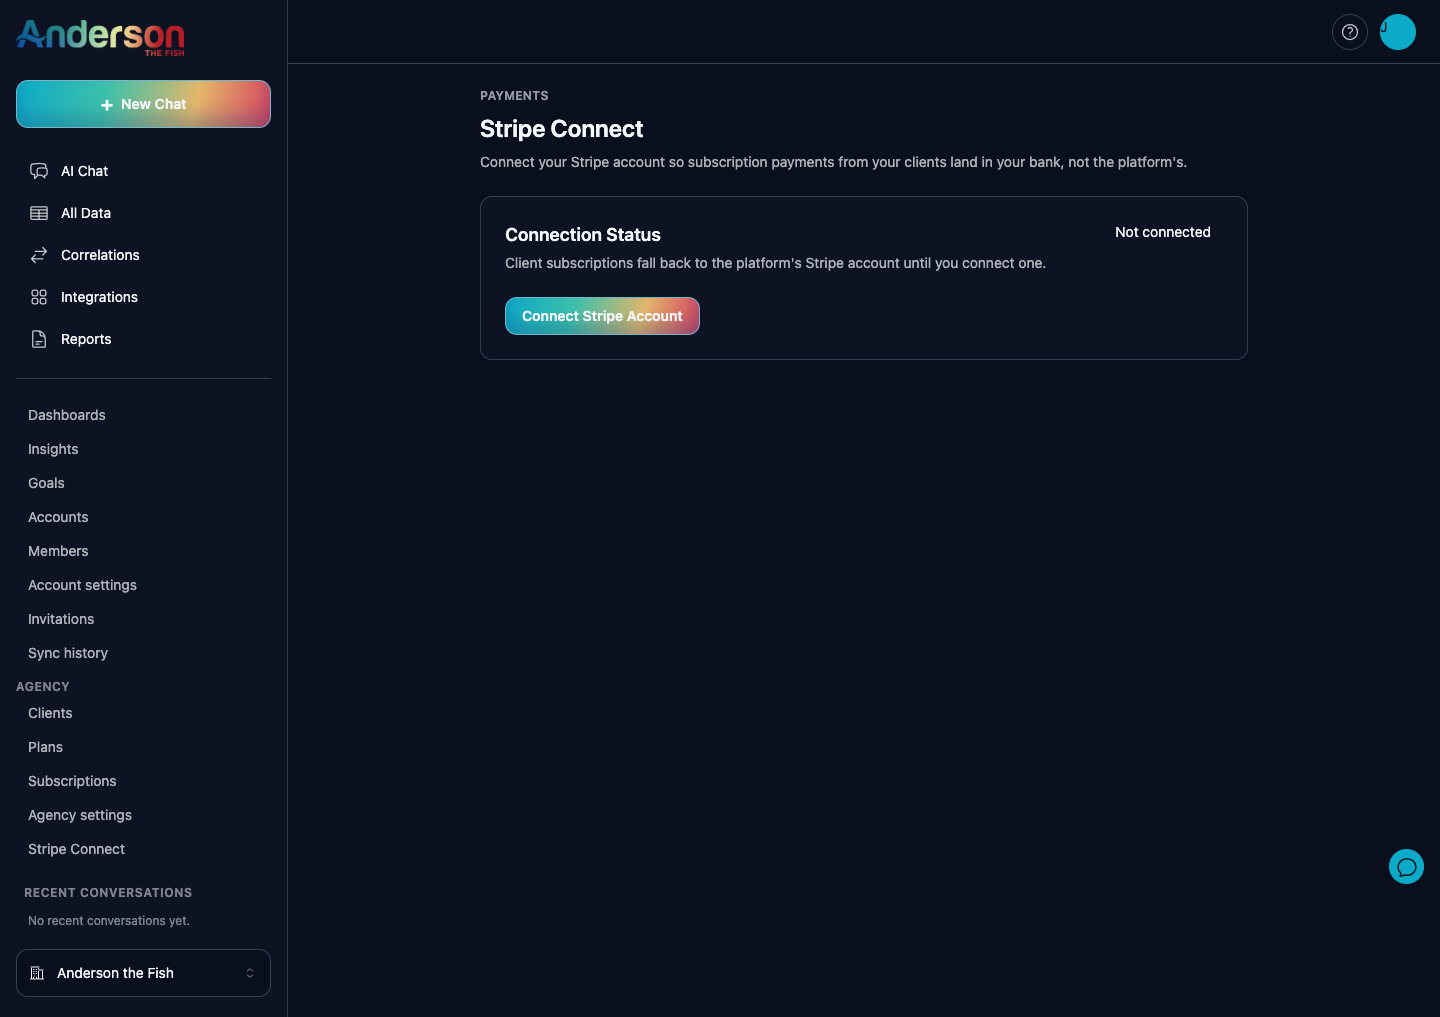 Anderson
THE FISH
+ New Chat
AI Chat
All Data
Correlations
Integrations
Reports
Dashboards
Insights
Goals
Accounts
Members
Account settings
Invitations
Sync history
AGENCY
Clients
Plans
Subscriptions
Agency settings
Stripe Connect
RECENT CONVERSATIONS
No recent conversations yet.
Anderson the Fish
J
PAYMENTS
Stripe Connect
Connect your Stripe account so subscription payments from your clients land in your bank, not the platform's.
Connection Status
Not connected
Client subscriptions fall back to the platform's Stripe account until you connect one.
Connect Stripe Account